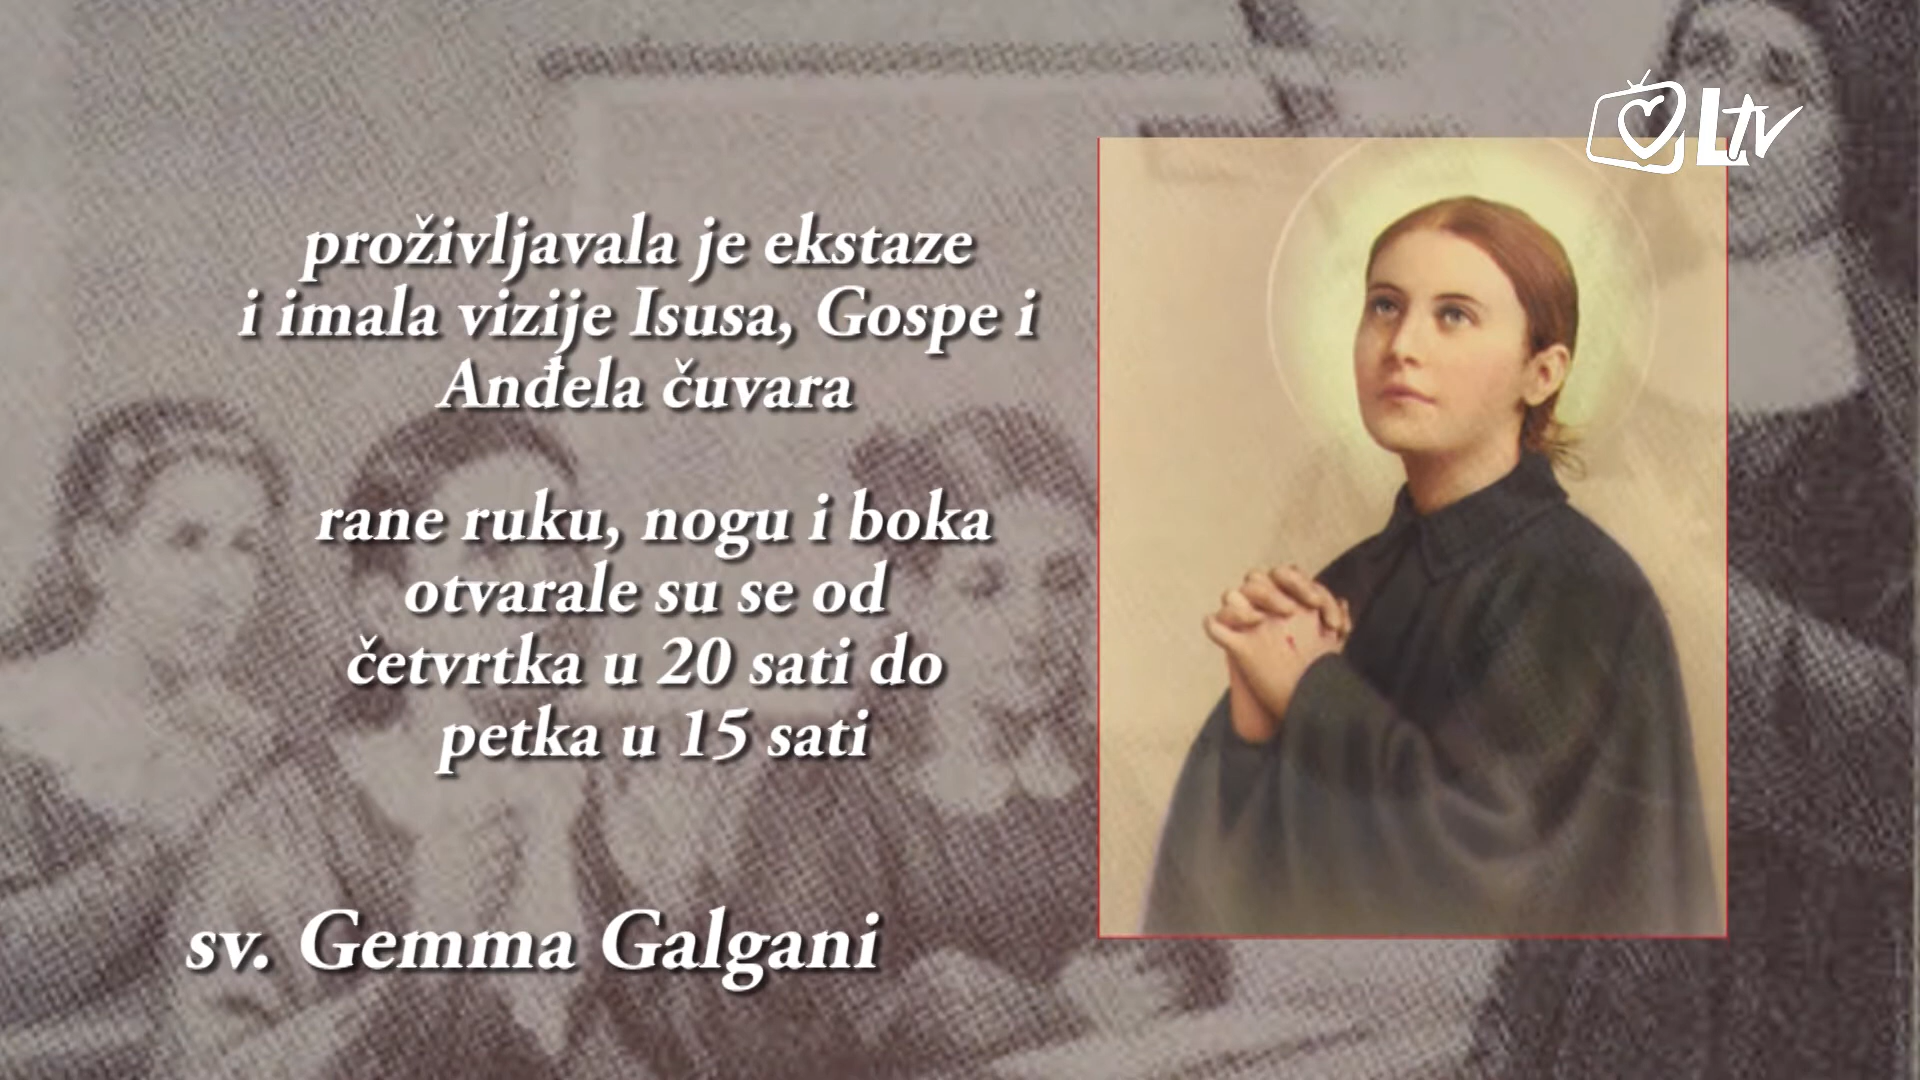 LTV
proživljavala je ekstaze
i imala vizije Isusa, Gospe i
Anđela čuvara
rane ruku, nogu i boka
otvarale su se od
četvrtka u 20 sati do
petka u 15 sati
sv. Gemma Galgani